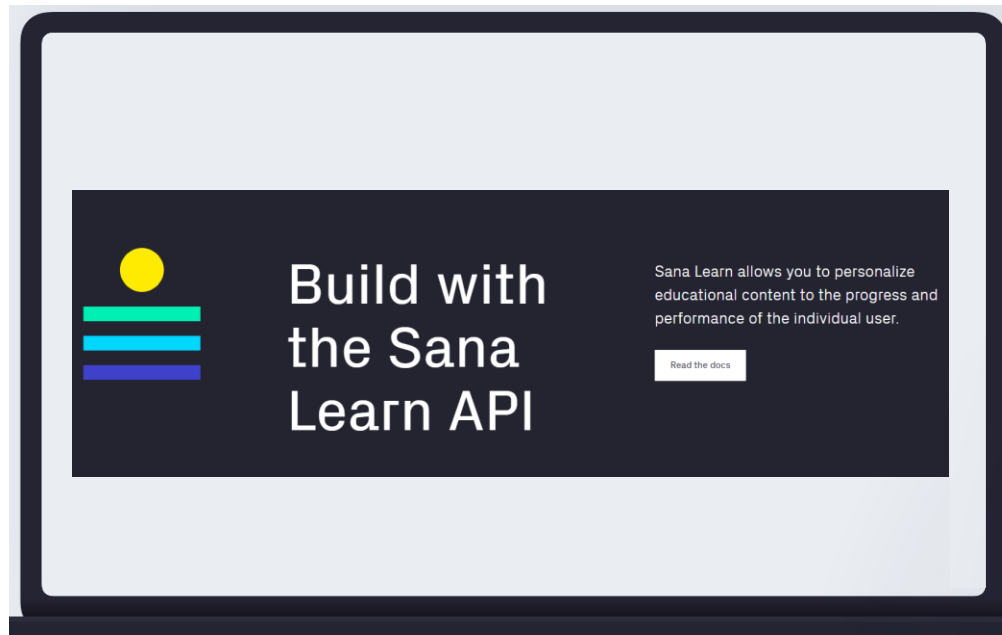 Build with
the Sana
Learn API
Sana Learn allows you to personalize
educational content to the progress and
performance of the individual user.
Read the docs